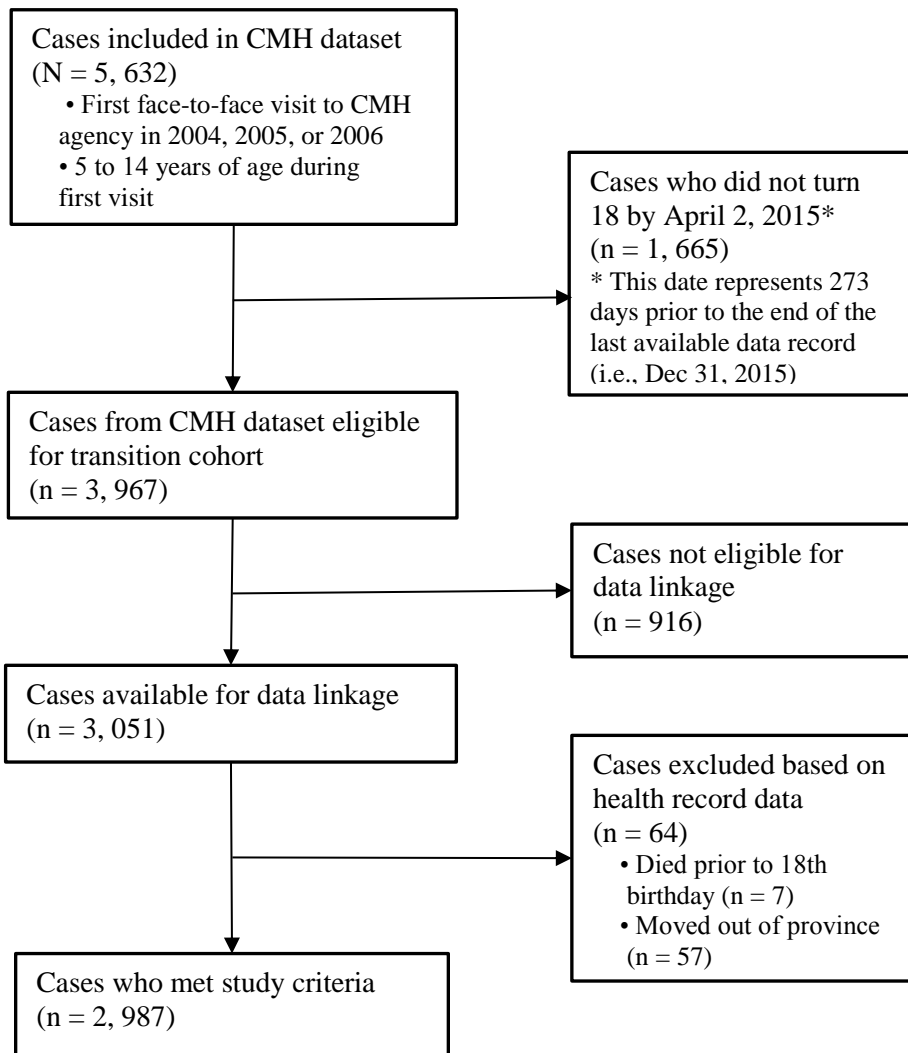 Cases included in CMH dataset
(N = 5, 632)
• First face-to-face visit to CMH
agency in 2004, 2005, or 2006
• 5 to 14 years of age during
first visit
Cases who did not turn
18 by April 2, 2015*
(n = 1, 665)
* This date represents 273
days prior to the end of the
last available data record
(i.e., Dec 31, 2015)
Cases from CMH dataset eligible
for transition cohort
(n = 3, 967)
Cases not eligible for
data linkage
(n = 916)
Cases available for data linkage
(n = 3, 051)
Cases excluded based on
health record data
(n = 64)
• Died prior to 18th
birthday (n = 7)
• Moved out of province
(n = 57)
Cases who met study criteria
(n = 2, 987)